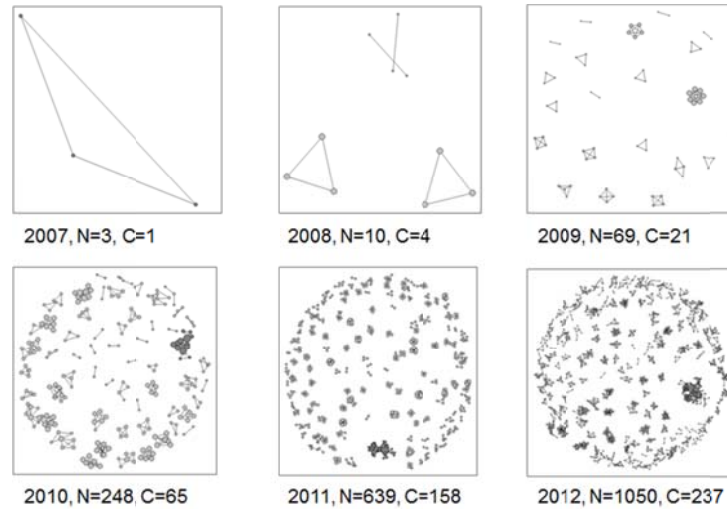 2007, N=3, C=1
2008, N=10, C=4
2009, N=69, C=21
2010, N=248, C=65
2011, N=639, C=158
2012, N=1050, C=237